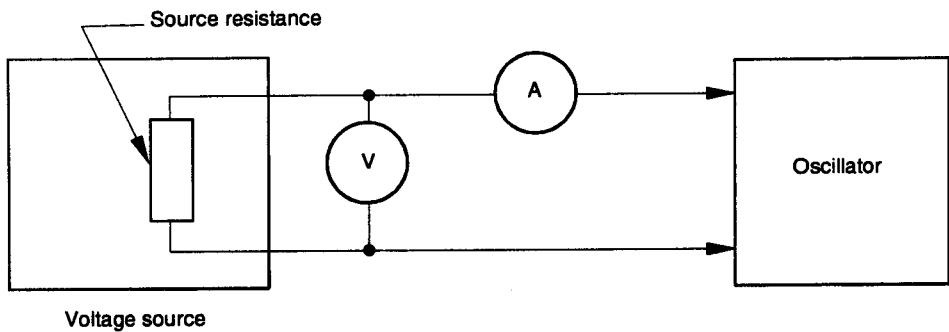 Source resistance
A
V
Oscillator
Voltage source